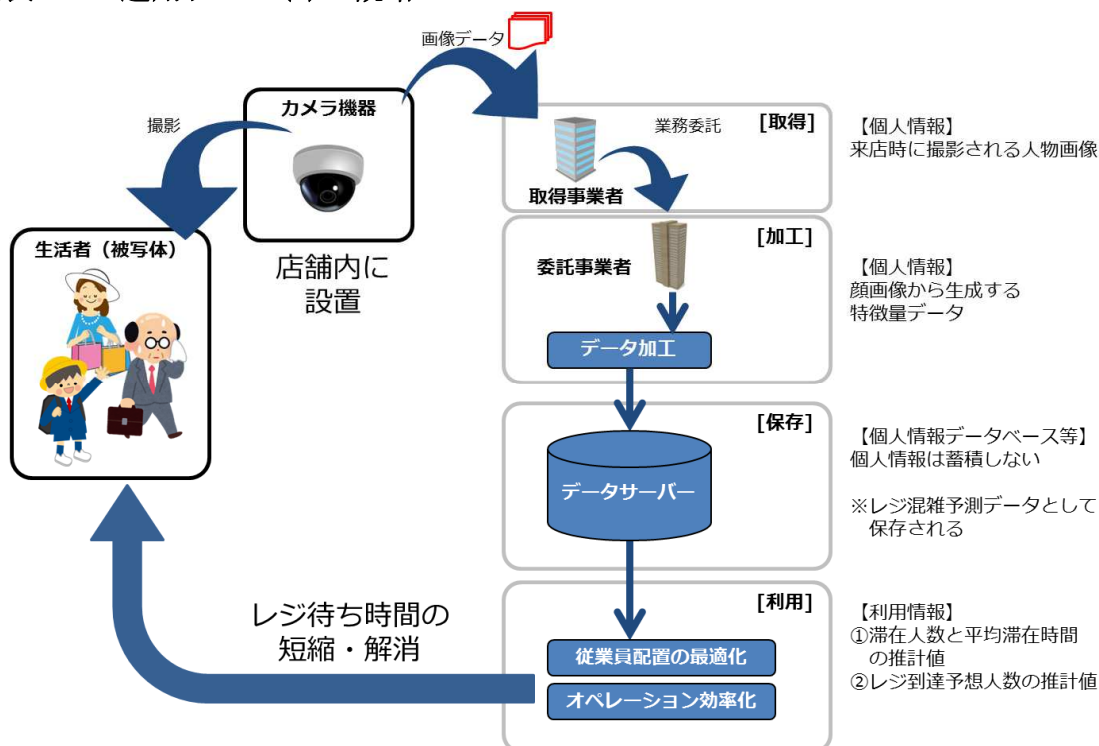 画像データ
カメラ機器
撮影
店舗内に
設置
生活者（被写体）
[取得]
業務委託
取得事業者
【個人情報】
来店時に撮影される人物画像
[加工]
委託事業者
データ加工
【個人情報】
顔画像から生成する
特徴量データ
[保存]
データサーバー
【個人情報データベース等】
個人情報は蓄積しない
※レジ混雑予測データとして
保存される
[利用]
従業員配置の最適化
オペレーション効率化
【利用情報】
①滞在人数と平均滞在時間
の推計値
②レジ到達予想人数の推計値
レジ待ち時間の
短縮・解消